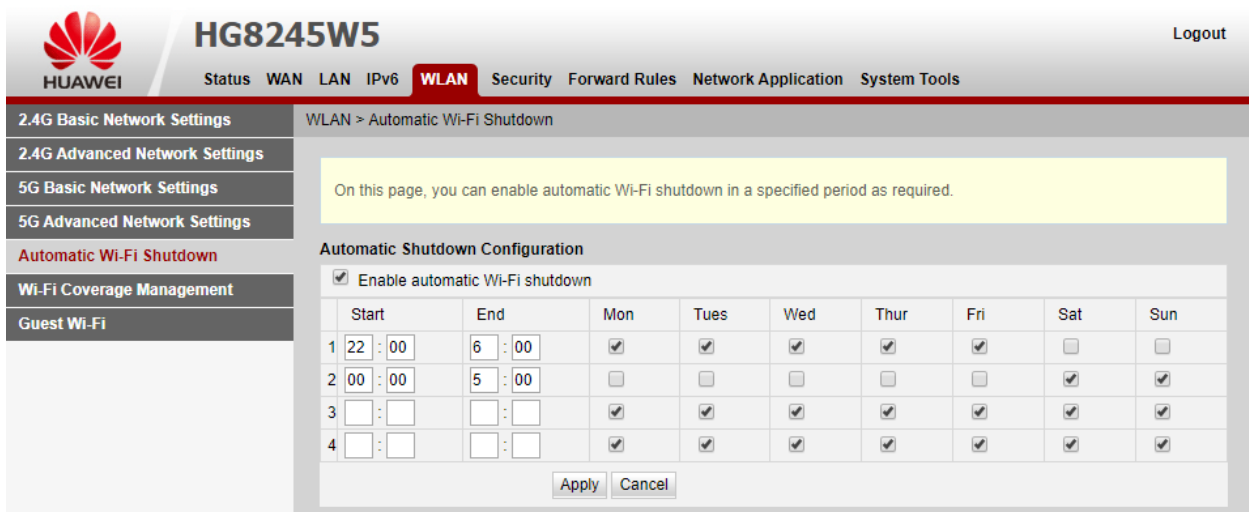 HG8245W5
Logout
HUAWEI
Status WAN LAN IPv6 WLAN Security Forward Rules Network Application System Tools
2.4G Basic Network Settings
2.4G Advanced Network Settings
5G Basic Network Settings
5G Advanced Network Settings
Automatic Wi-Fi Shutdown
Wi-Fi Coverage Management
Guest Wi-Fi
WLAN > Automatic Wi-Fi Shutdown
On this page, you can enable automatic Wi-Fi shutdown in a specified period as required.
Automatic Shutdown Configuration
Enable automatic Wi-Fi shutdown
Start End Mon Tues Wed Thur Fri Sat Sun
1 22 : 00 6 : 00
2 00 : 00 5 : 00
3 : :
4 : :
Apply Cancel